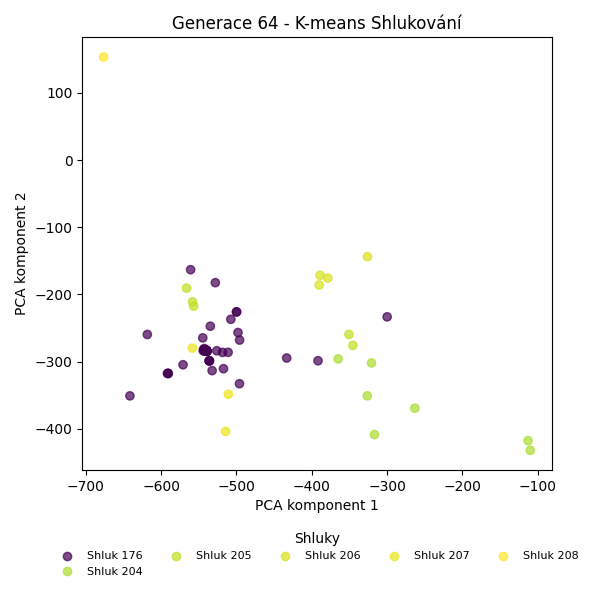 Generace 64 - K-means Shlukování
PCA komponent 2
100
0
−100
−200
−300
−400
−700 −600 −500 −400 −300 −200 −100
PCA komponent 1
Shluky
Shluk 176 Shluk 205 Shluk 206 Shluk 207 Shluk 208
Shluk 204